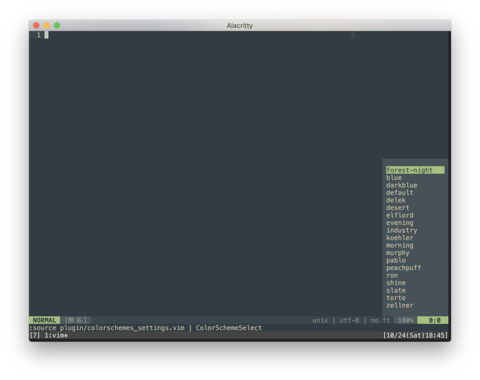 Alacritty
1
forest-night
blue
darkblue
default
delek
desert
elflord
evening
industry
koehler
morning
murphy
pablo
peachpuff
ron
shine
slate
torte
zellner
NORMAL [無名] unix | utf-8 | no ft 100% 0:0
:source plugin/colorschemes_settings.vim | ColorSchemeSelect
[7] 1:vim* [10/24(Sat)18:45]